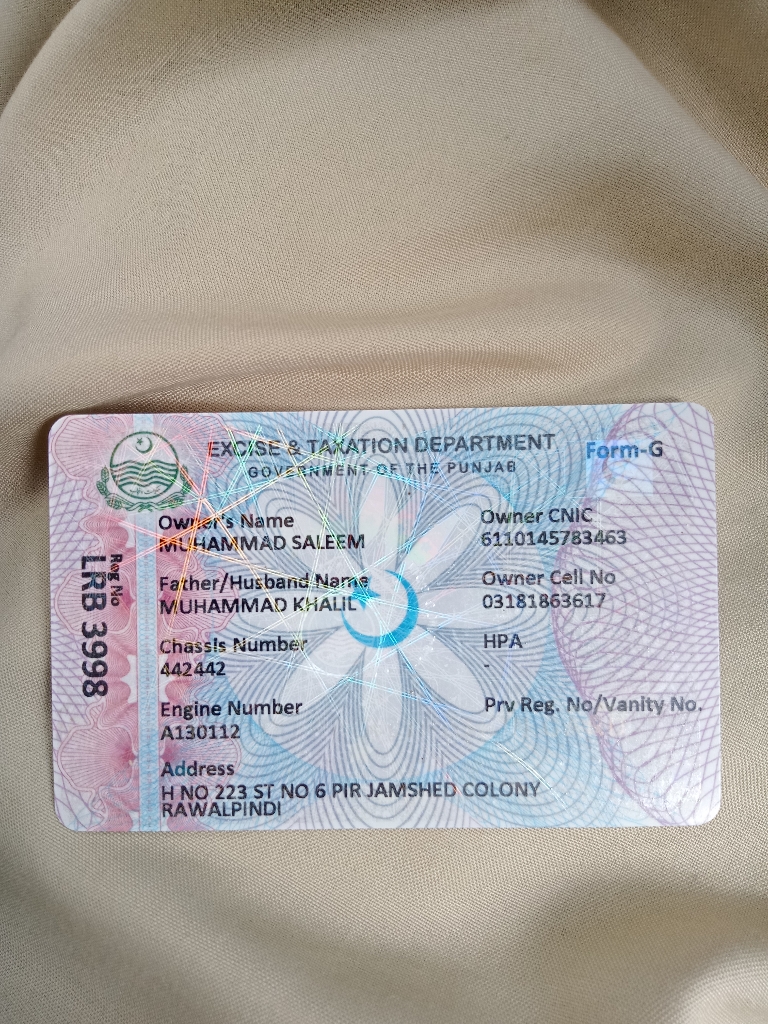 EXCISE & TAXATION DEPARTMENT
GOVERNMENT OF THE PUNJAB
Form-G
Reg.No
LRB 3998
Owner's Name
MUHAMMAD SALEEM
Owner CNIC
6110145783463
Father/Husband Name
MUHAMMAD KHALIL
Owner Cell No
03181863617
Chassis Number
442442
HPA
-
Engine Number
A130112
Prv Reg. No/Vanity No.
Address
H NO 223 ST NO 6 PIR JAMSHED COLONY
RAWALPINDI